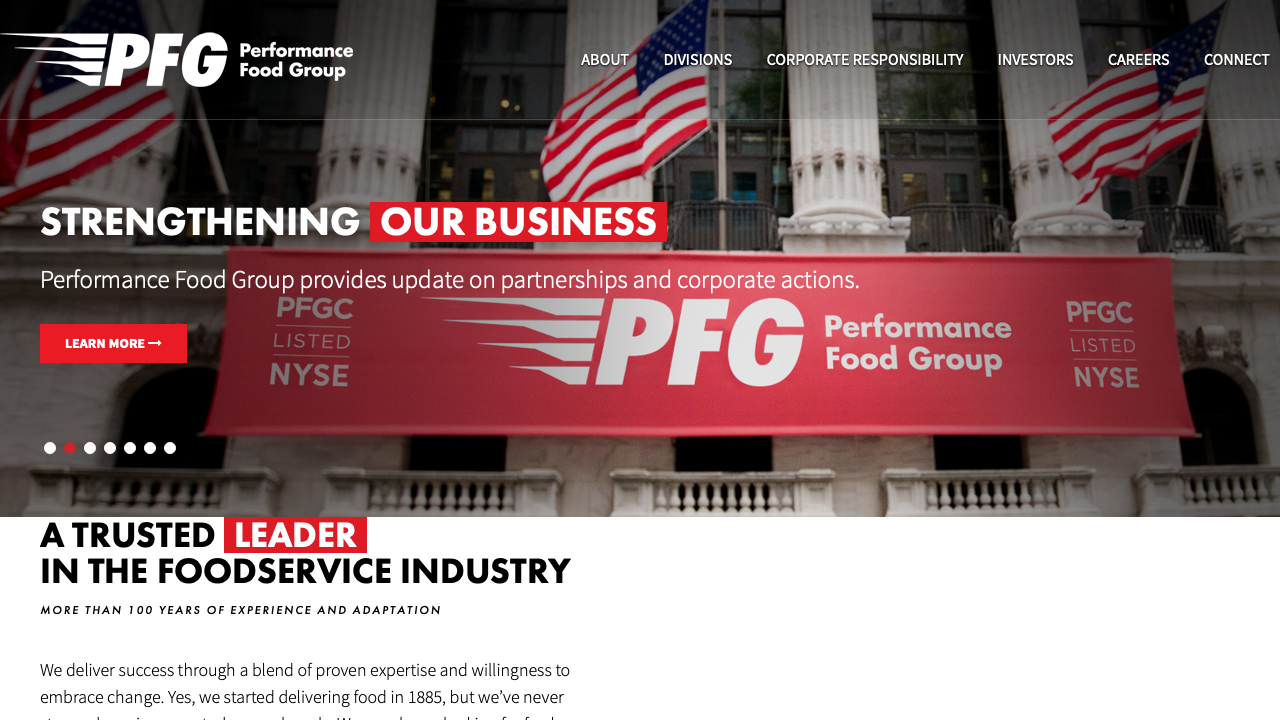 PFG Performance
Food Group
ABOUT DIVISIONS CORPORATE RESPONSIBILITY INVESTORS CAREERS CONNECT
STRENGTHENING OUR BUSINESS
Performance Food Group provides update on partnerships and corporate actions.
LEARN MORE
PFGC
LISTED
NYSE
PFG Performance
Food Group
PFGC
LISTED
NYSE
A TRUSTED LEADER
IN THE FOODSERVICE INDUSTRY
MORE THAN 100 YEARS OF EXPERIENCE AND ADAPTATION
We deliver success through a blend of proven expertise and willingness to
embrace change. Yes, we started delivering food in 1885, but we’ve never